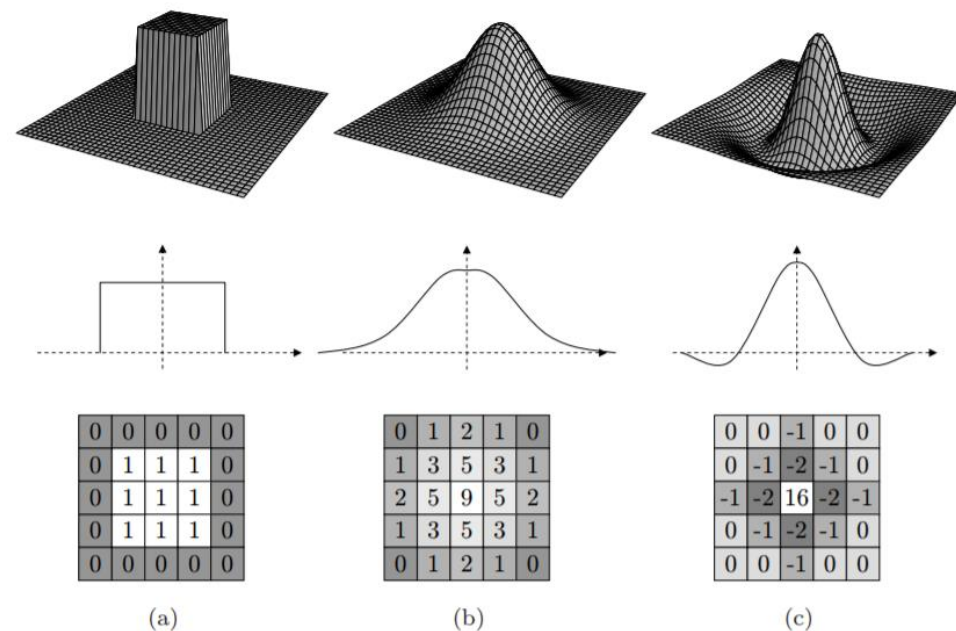 0 0 0 0 0
0 1 1 1 0
0 1 1 1 0
0 1 1 1 0
0 0 0 0 0
(a)
0 1 2 1 0
1 3 5 3 1
2 5 9 5 2
1 3 5 3 1
0 1 2 1 0
(b)
0 0 -1 0 0
0 -1 -2 -1 0
-1 -2 16 -2 -1
0 -1 -2 -1 0
0 0 -1 0 0
(c)